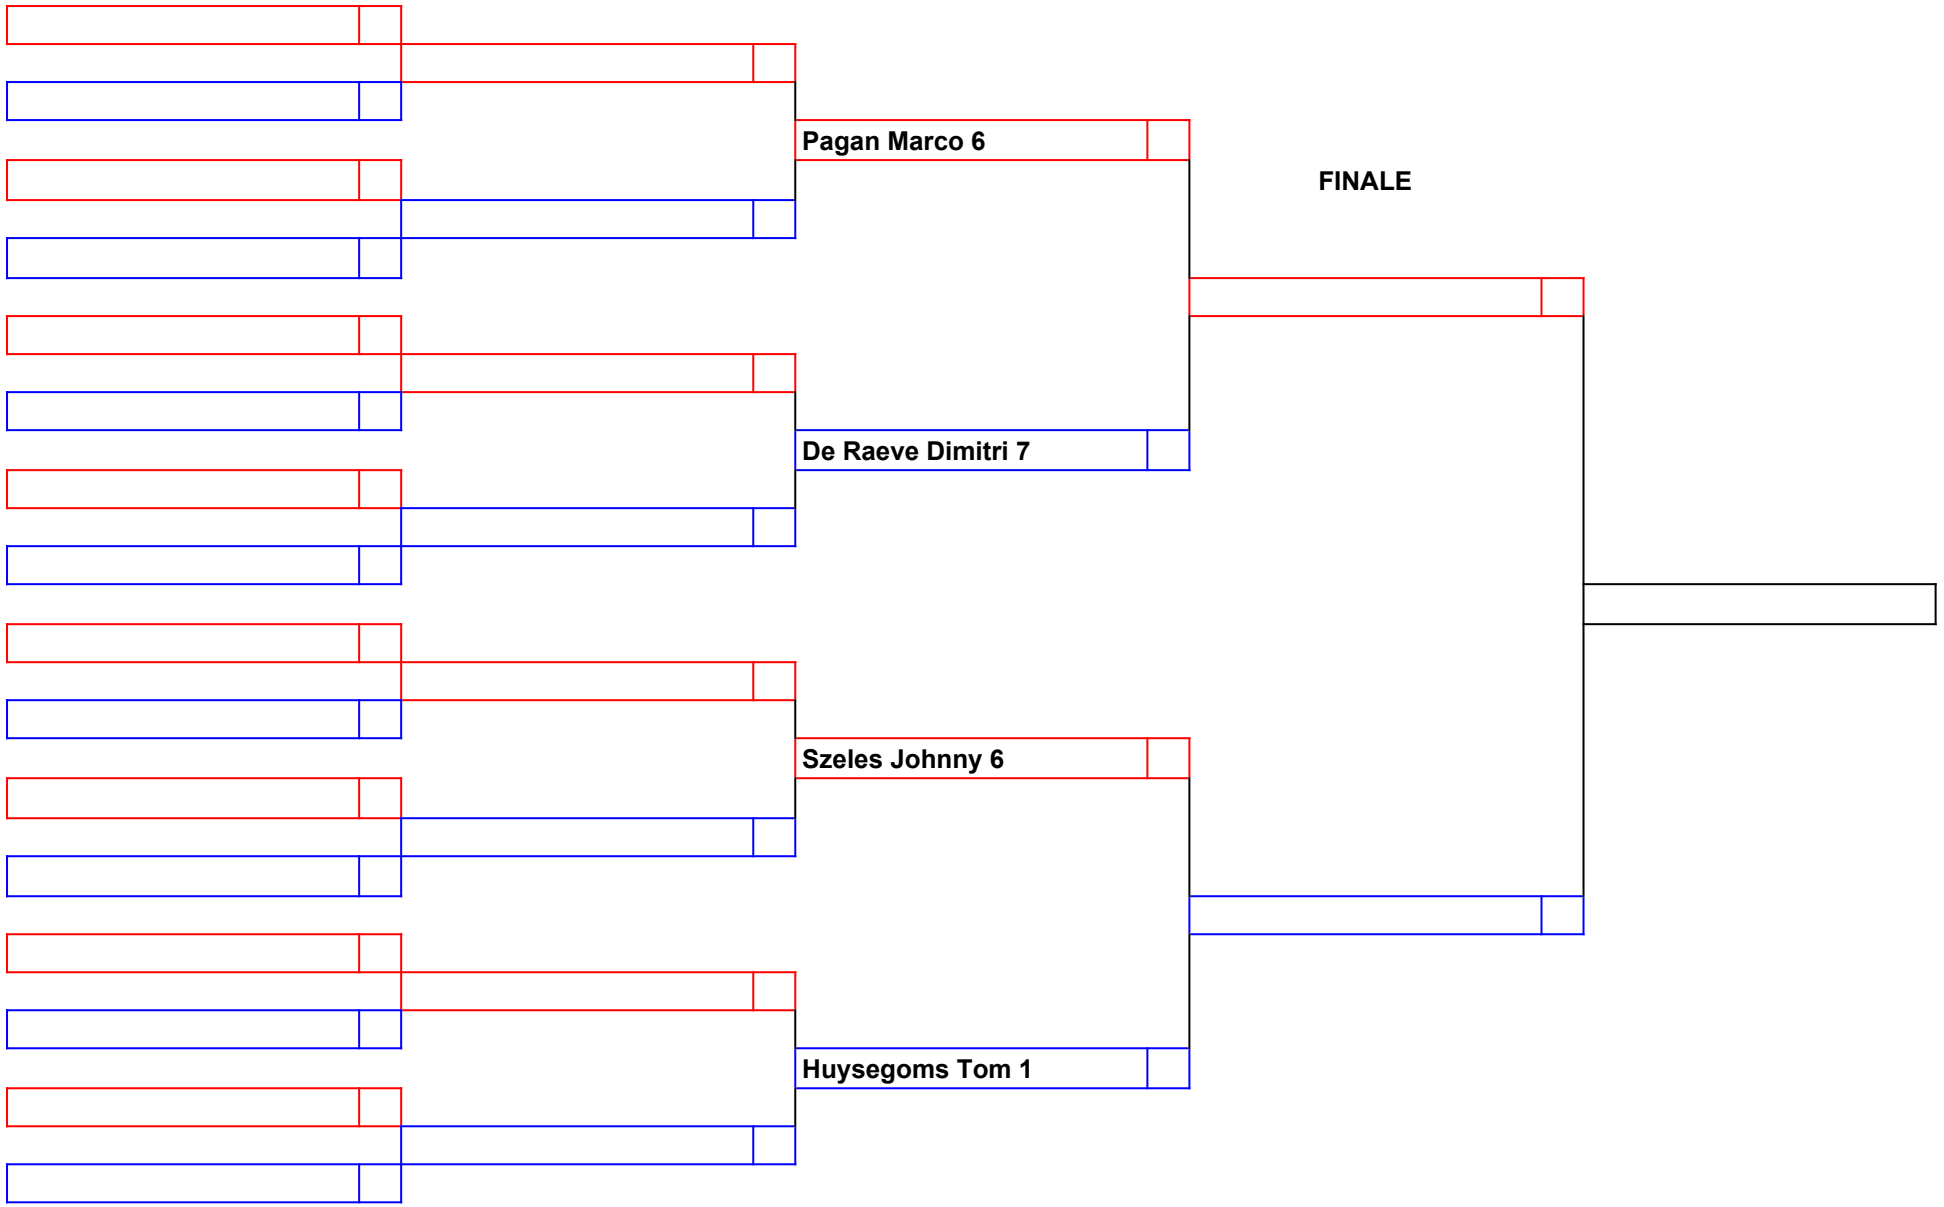 Pagan Marco 6
FINALE
De Raeve Dimitri 7
Szeles Johnny 6
Huysegoms Tom 1